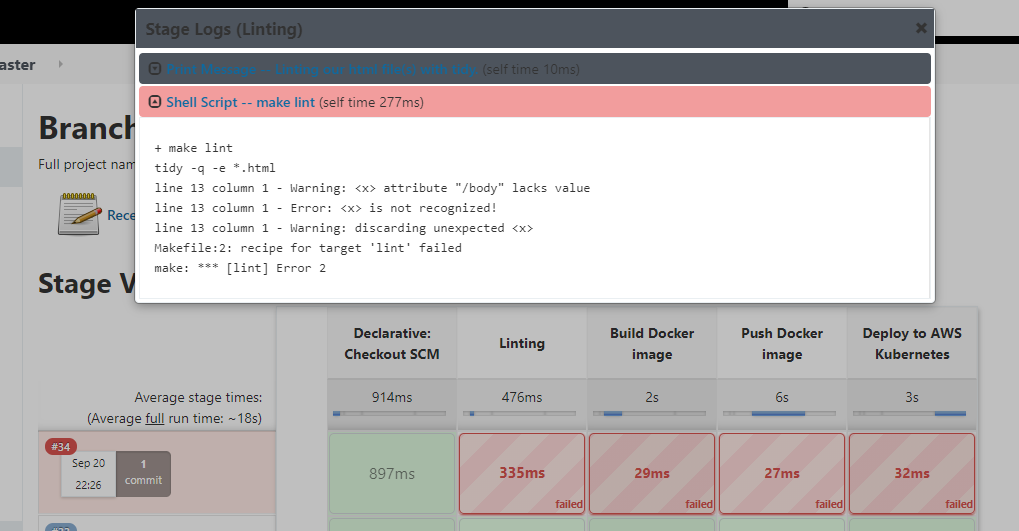 Stage Logs (Linting)
Print Message -- Linting our html file(s) with tidy. (self time 10ms)
Shell Script -- make lint (self time 277ms)
+ make lint
tidy -q -e *.html
line 13 column 1 - Warning: <x> attribute "/body" lacks value
line 13 column 1 - Error: <x> is not recognized!
line 13 column 1 - Warning: discarding unexpected <x>
Makefile:2: recipe for target 'lint' failed
make: *** [lint] Error 2
aster
Branch
Full project nam
Rece
Stage V
Declarative:
Checkout SCM
Linting
Build Docker
image
Push Docker
image
Deploy to AWS
Kubernetes
Average stage times:
(Average full run time: ~18s)
914ms
476ms
2s
6s
3s
#34
Sep 20
22:26
1
commit
897ms
335ms
failed
29ms
failed
27ms
failed
32ms
failed